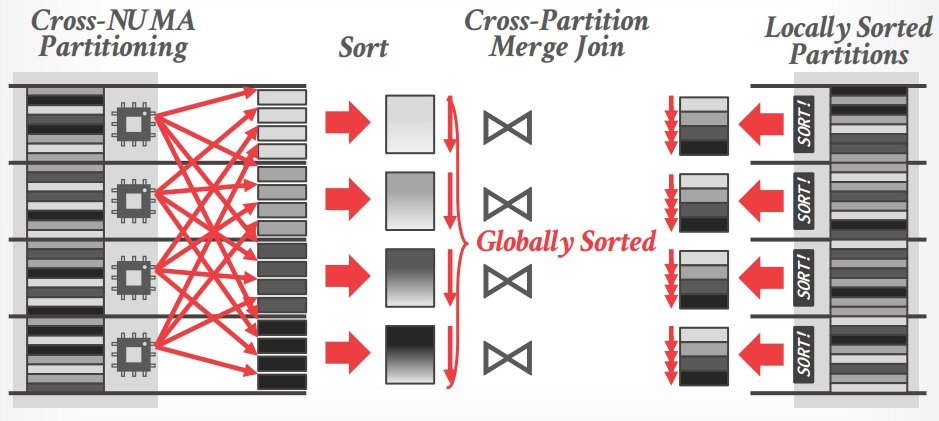 Cross-NUMA
Partitioning
Sort
Cross-Partition
Merge Join
Locally Sorted
Partitions
SORT!
SORT!
Globally Sorted
SORT!
SORT!